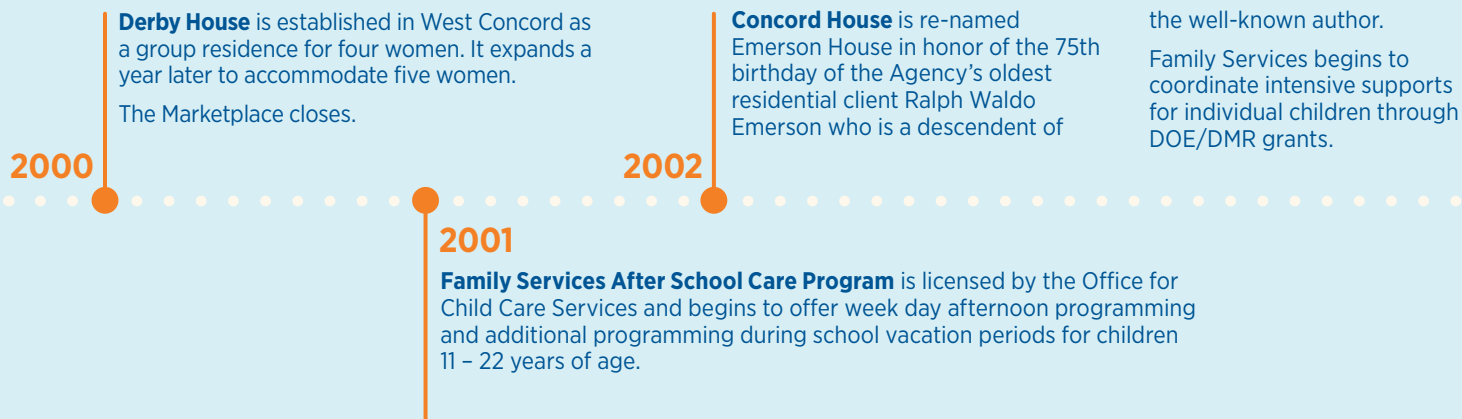 2000
Derby House is established in West Concord as
a group residence for four women. It expands a
year later to accommodate five women.
The Marketplace closes.
2001
Family Services After School Care Program is licensed by the Office for
Child Care Services and begins to offer week day afternoon programming
and additional programming during school vacation periods for children
11 – 22 years of age.
2002
Concord House is re-named
Emerson House in honor of the 75th
birthday of the Agency’s oldest
residential client Ralph Waldo
Emerson who is a descendent of
the well-known author.
Family Services begins to
coordinate intensive supports
for individual children through
DOE/DMR grants.